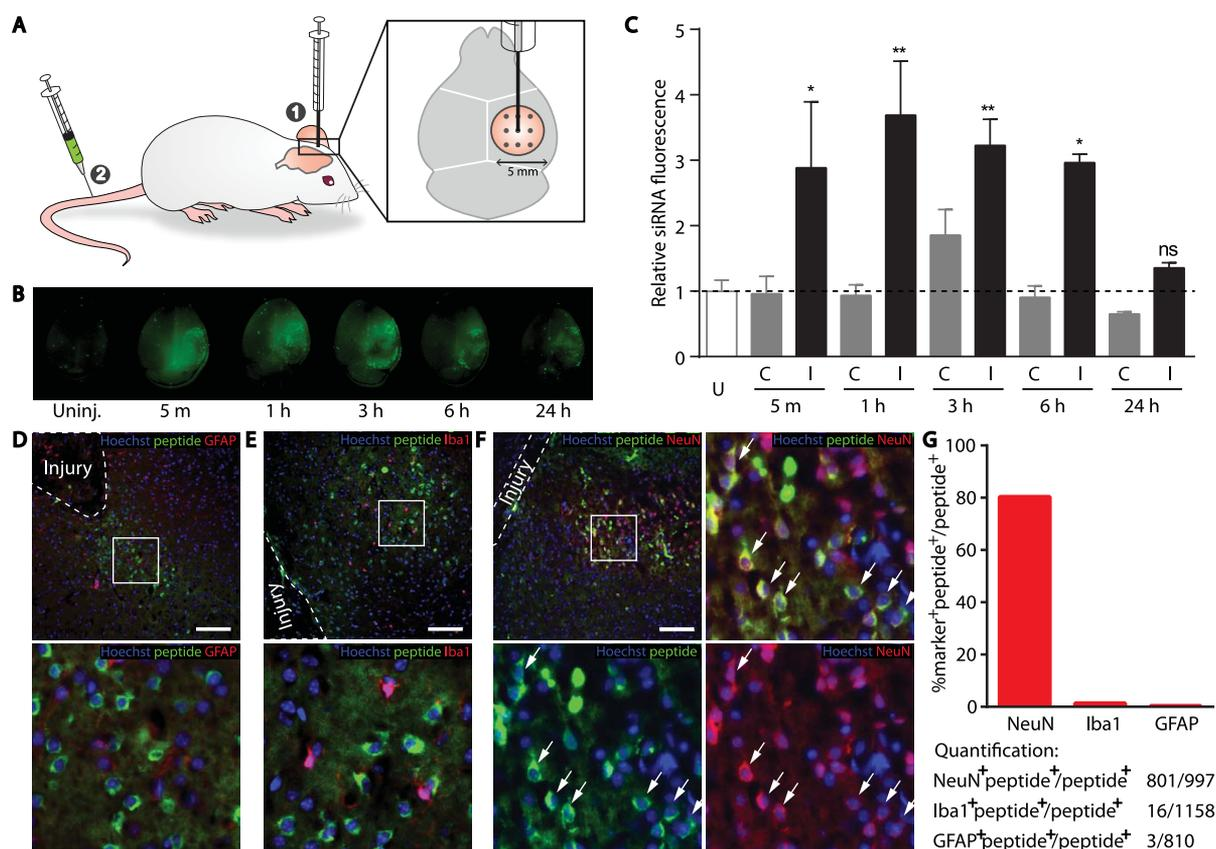 A
1
2
5 mm
B
Uninj. 5 m 1 h 3 h 6 h 24 h
C
Relative siRNA fluorescence
5
4
3
2
1
0
* ** ** * ns
U C I C I C I C I C I
5 m 1 h 3 h 6 h 24 h
D
Hoechst peptide GFAP
Injury
Hoechst peptide GFAP
E
Hoechst peptide Iba1
Injury
Hoechst peptide Iba1
F
Hoechst peptide NeuN
Injury
Hoechst peptide NeuN
Hoechst peptide
Hoechst NeuN
G
%marker+peptide+/peptide+
100
80
60
40
20
0
NeuN Iba1 GFAP
Quantification:
NeuN+peptide+/peptide+ 801/997
Iba1+peptide+/peptide+ 16/1158
GFAP+peptide+/peptide+ 3/810